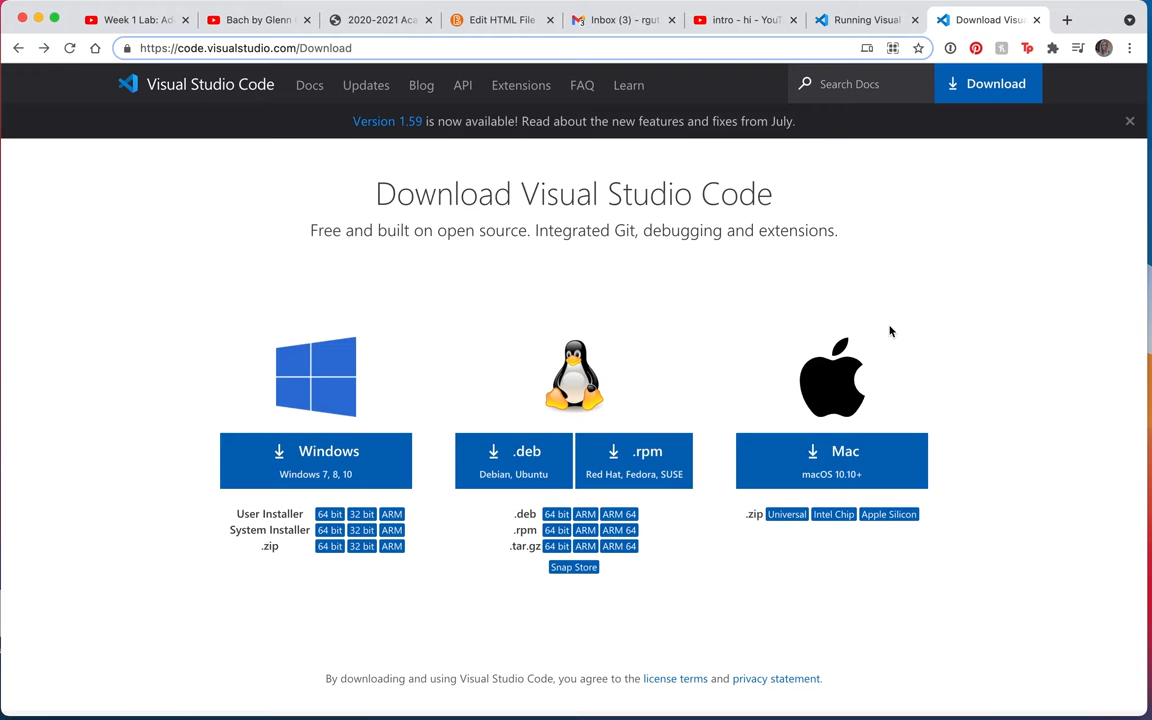 Week 1 Lab: Ad
Bach by Glenn
2020-2021 Aca
Edit HTML File
Inbox (3) – rgut
intro - hi - YouT
Running Visual
Download Visua
https://code.visualstudio.com/Download
Visual Studio Code
Docs
Updates
Blog
API
Extensions
FAQ
Learn
Search Docs
Download
Version 1.59 is now available! Read about the new features and fixes from July.
Download Visual Studio Code
Free and built on open source. Integrated Git, debugging and extensions.
Windows
Windows 7, 8, 10
.deb
Debian, Ubuntu
.rpm
Red Hat, Fedora, SUSE
Mac
macOS 10.10+
User Installer 64 bit 32 bit ARM
System Installer 64 bit 32 bit ARM
.zip 64 bit 32 bit ARM
.deb 64 bit ARM ARM 64
.rpm 64 bit ARM ARM 64
.tar.gz 64 bit ARM ARM 64
Snap Store
.zip Universal Intel Chip Apple Silicon
By downloading and using Visual Studio Code, you agree to the license terms and privacy statement.